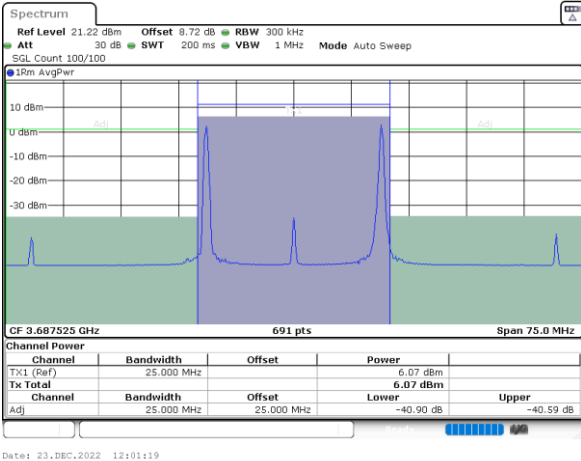 Spectrum
Ref Level 21.22 dBm Offset 8.72 dB RBW 300 kHz
Att 30 dB SWT 200 ms VBW 1 MHz Mode Auto Sweep
SGL Count 100/100
1Rm AvgPwr
10 dBm
Adj Adj
0 dBm
-10 dBm
-20 dBm
-30 dBm
CF 3.687525 GHz 691 pts Span 75.0 MHz
Channel Power
Channel Bandwidth Offset Power
TX1 (Ref) 25.000 MHz 6.07 dBm
Tx Total 6.07 dBm
Channel Bandwidth Offset Lower Upper
Adj 25.000 MHz 25.000 MHz -40.90 dB -40.59 dB
Ready
Date: 23.DEC.2022 12:01:19